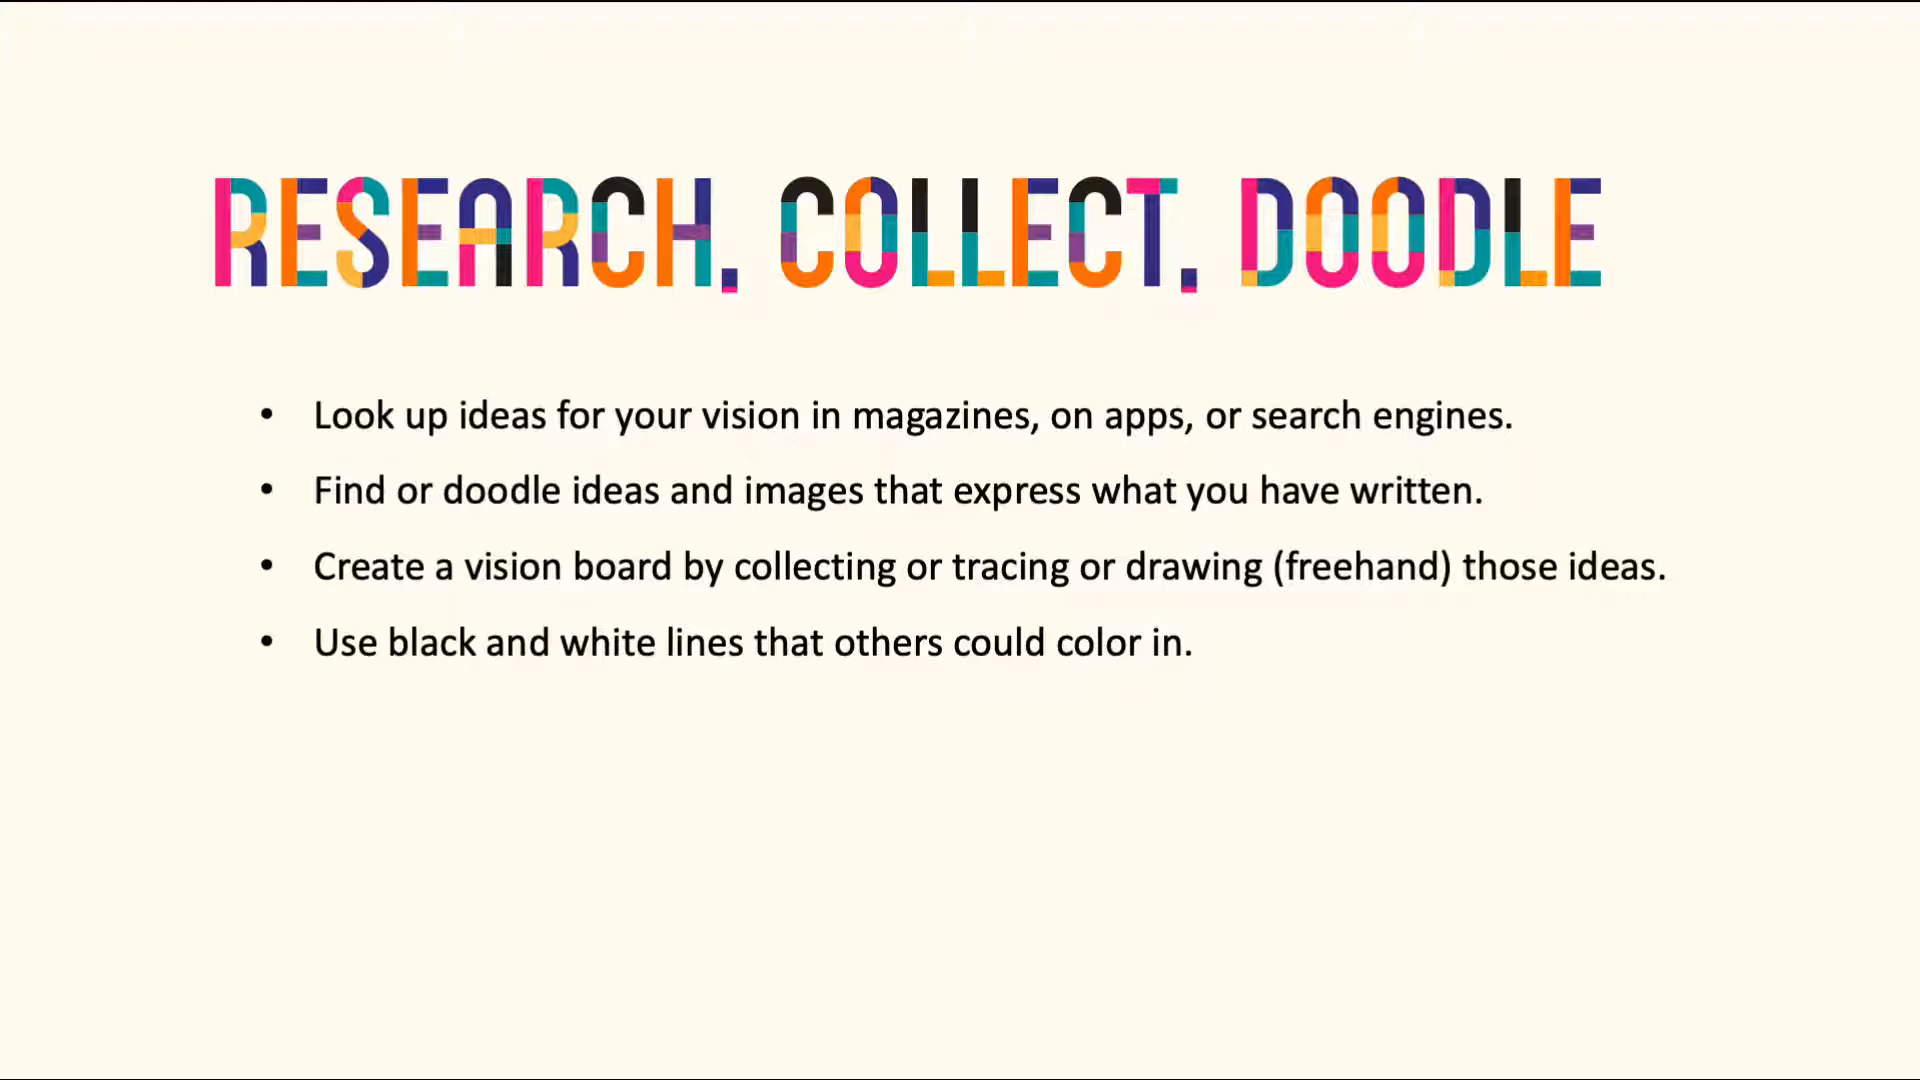 RESEARCH, COLLECT, DOODLE
• Look up ideas for your vision in magazines, on apps, or search engines.
• Find or doodle ideas and images that express what you have written.
• Create a vision board by collecting or tracing or drawing (freehand) those ideas.
• Use black and white lines that others could color in.